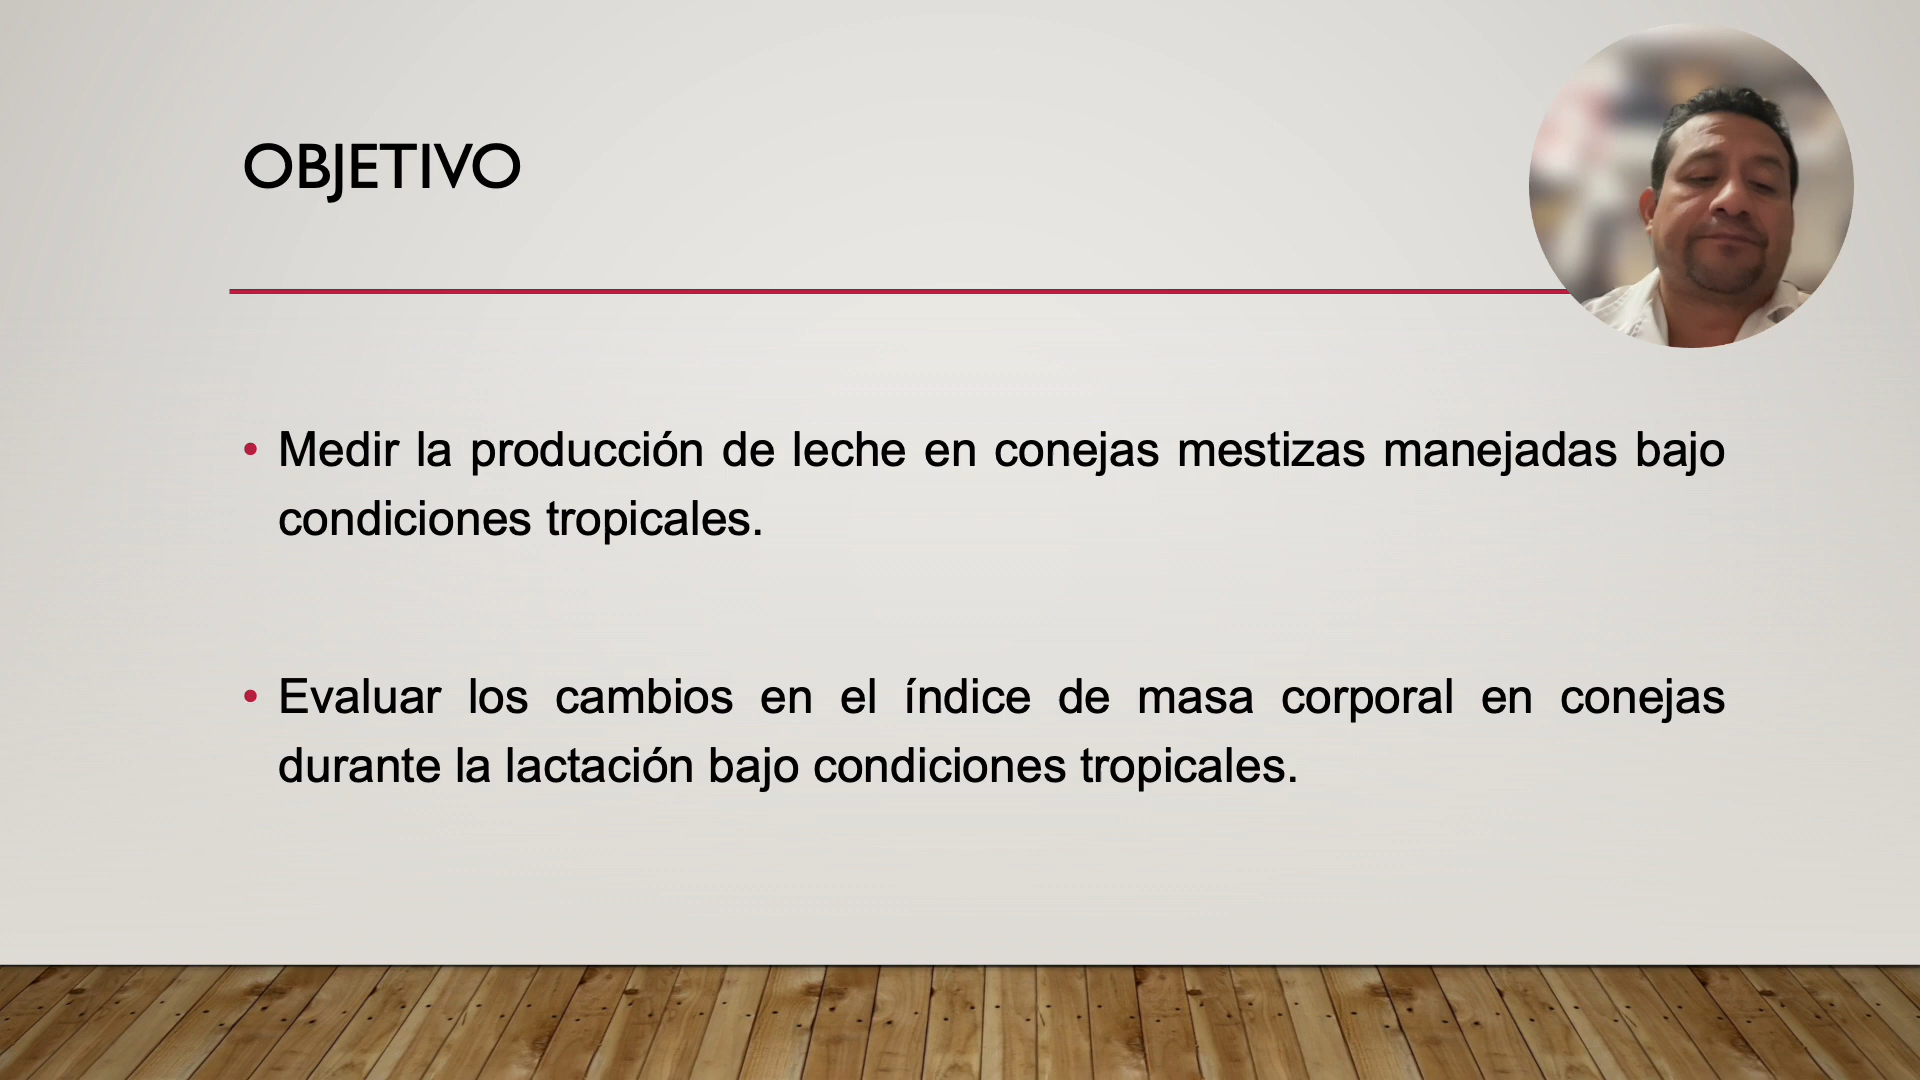 OBJETIVO
• Medir la producción de leche en conejas mestizas manejadas bajo
condiciones tropicales.
• Evaluar los cambios en el índice de masa corporal en conejas
durante la lactación bajo condiciones tropicales.